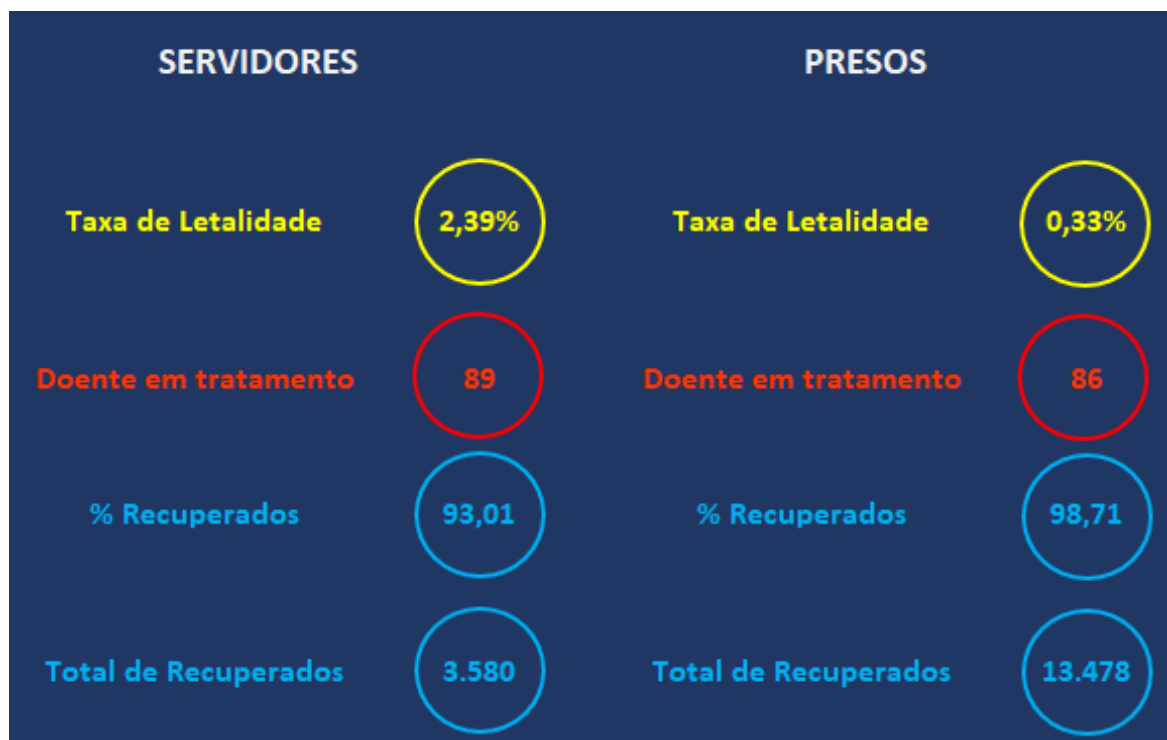 SERVIDORES
Taxa de Letalidade 2,39%
Doente em tratamento 89
% Recuperados 93,01
Total de Recuperados 3.580
PRESOS
Taxa de Letalidade 0,33%
Doente em tratamento 86
% Recuperados 98,71
Total de Recuperados 13.478